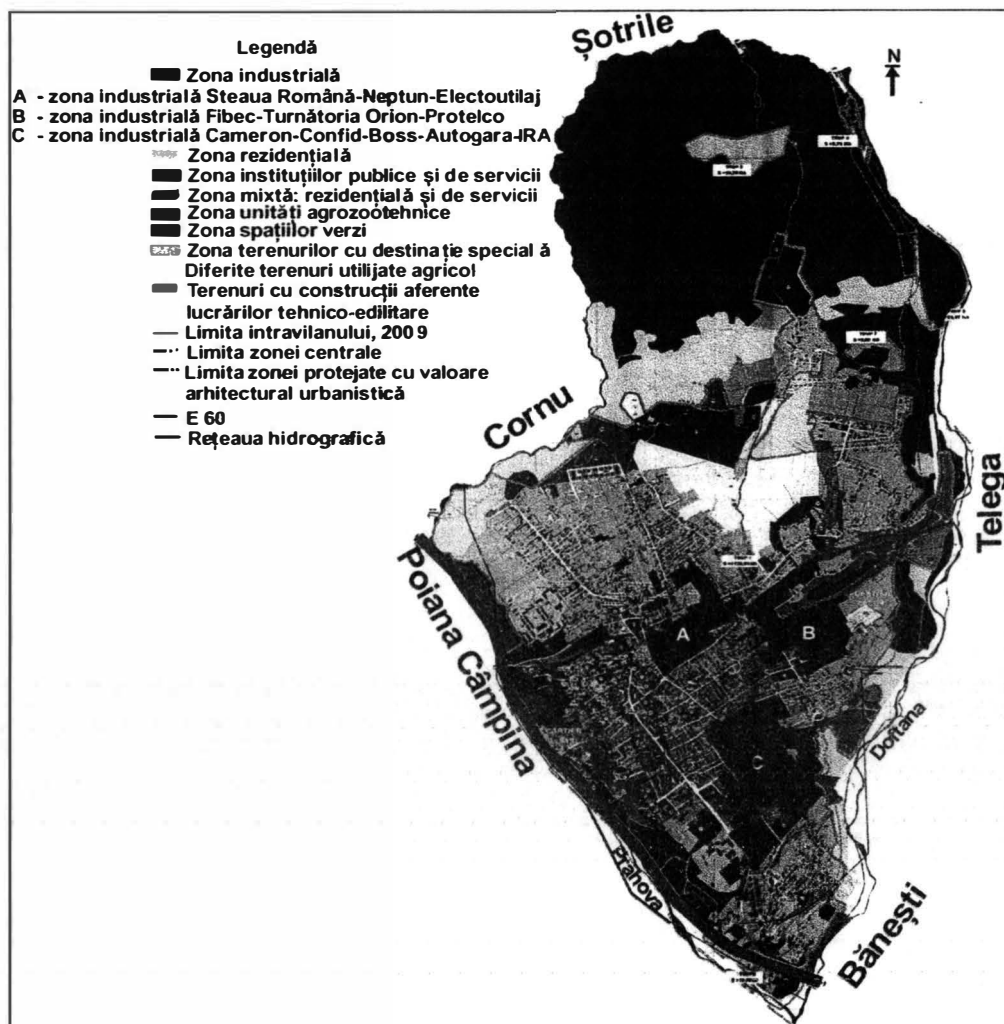 Legendă
Zona industrială
A - zona industrială Steaua Română-Neptun-Electoutilaj
B - zona industrială Fibec-Turnătoria Orion-Protelco
C - zona industrială Cameron-Confid-Boss-Autogara-IRA
Zona rezidențială
Zona instituțiilor publice și de servicii
Zona mixtă: rezidențială și de servicii
Zona unități agrozootehnice
Zona spațiilor verzi
Zona terenurilor cu destinație specială
Diferite terenuri utilijate agricol
Terenuri cu construcții aferente
lucrărilor tehnico-edilitare
Limita intravilanului, 2009
Limita zonei centrale
Limita zonei protejate cu valoare
arhitectural urbanistică
E 60
Rețeaua hidrografică
Șotrile
N
Cornu
Telega
Poiana Câmpina
A
B
C
Doftana
Prahova
Bănești